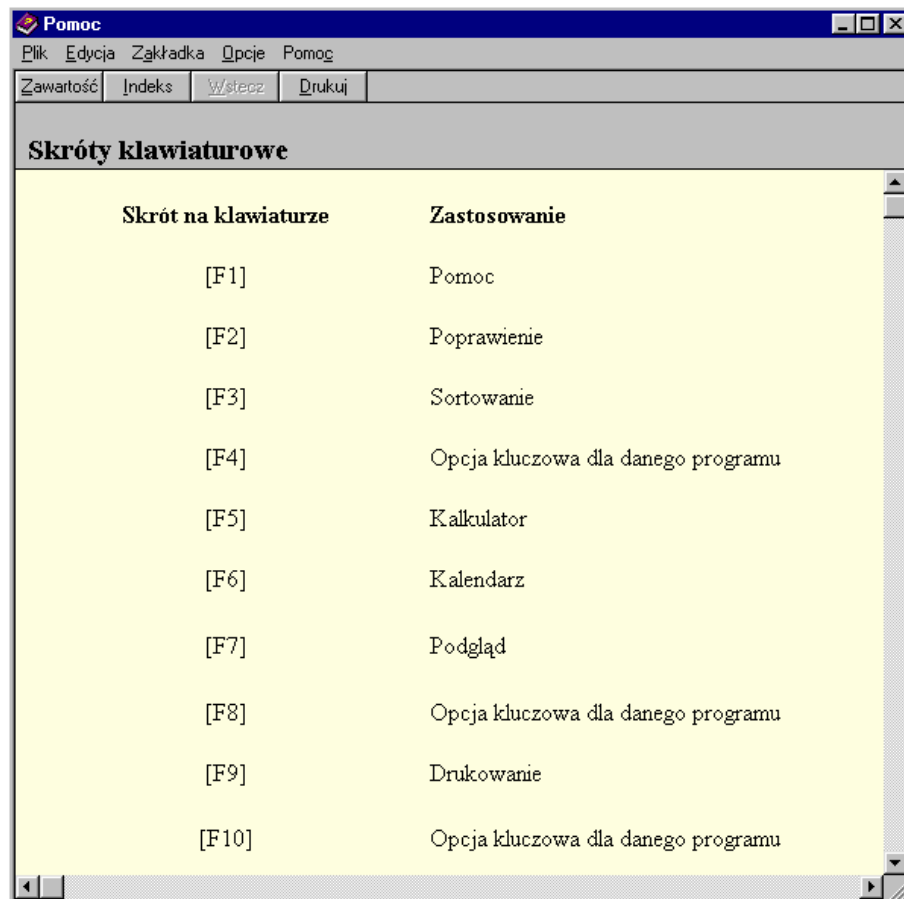 Pomoc
Plik Edycja Zakładka Opcje Pomoc
Zawartość Indeks Wstecz Drukuj
Skróty klawiaturowe
Skrót na klawiaturze Zastosowanie
[F1] Pomoc
[F2] Poprawienie
[F3] Sortowanie
[F4] Opcja kluczowa dla danego programu
[F5] Kalkulator
[F6] Kalendarz
[F7] Podgląd
[F8] Opcja kluczowa dla danego programu
[F9] Drukowanie
[F10] Opcja kluczowa dla danego programu